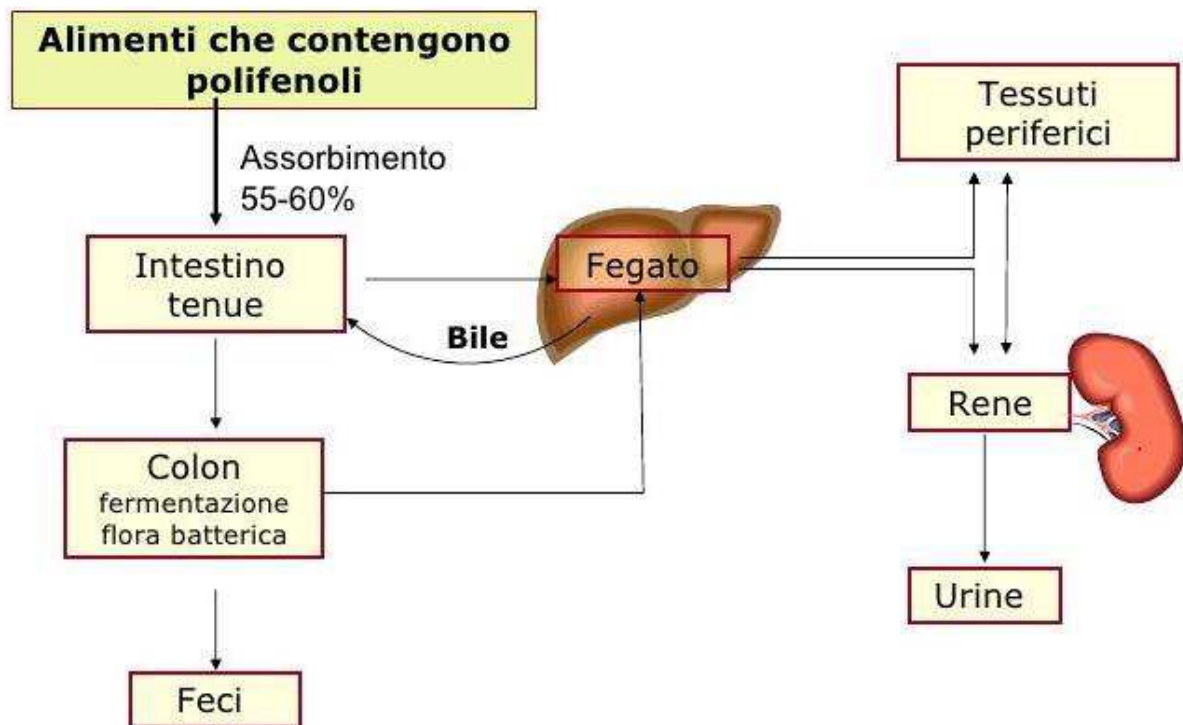 Alimenti che contengono
polifenoli
Assorbimento
55-60%
Intestino
tenue
Fegato
Bile
Colon
fermentazione
flora batterica
Feci
Tessuti
periferici
Rene
Urine